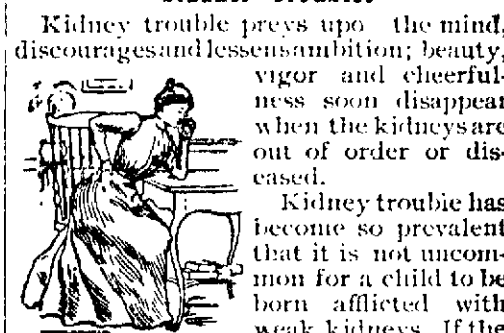 Kidney trouble preys upo the mind,
discourages and lessens ambition; beauty,
vigor and cheerful-
ness soon disappear
when the kidneys are
out of order or dis-
eased.
Kidney troubie has
become so prevalent
that it is not uncom-
mon for a child to be
born afflicted with
weak kidneys. If the